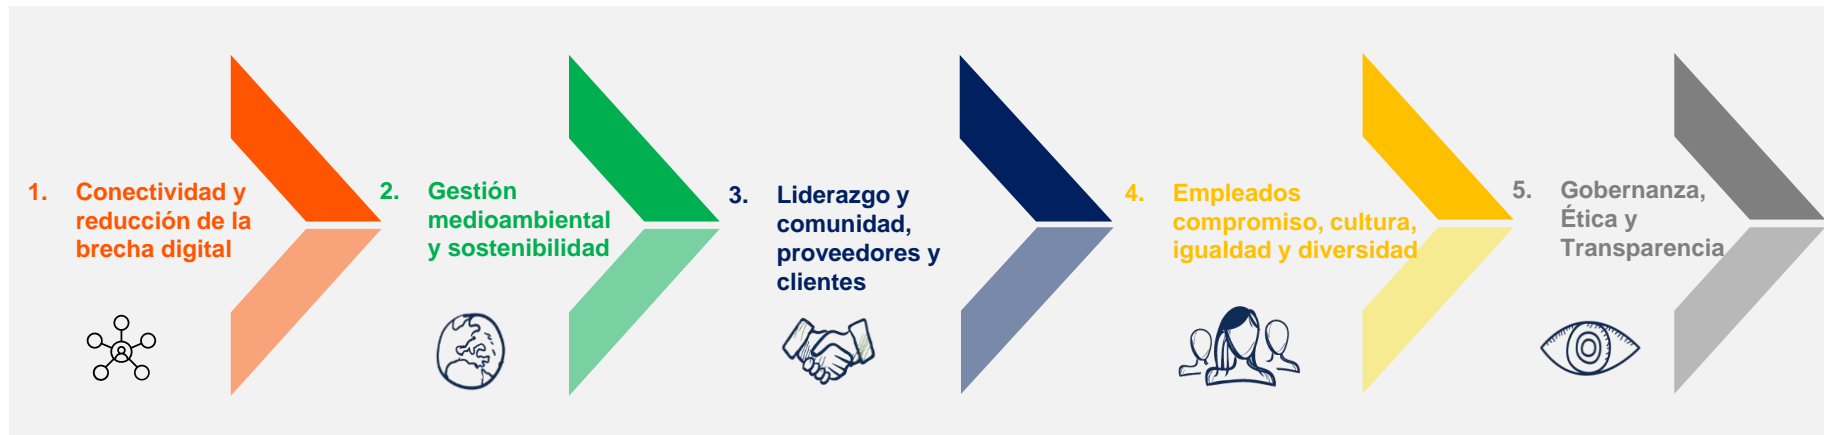 1. Conectividad y
reducción de la
brecha digital
2. Gestión
medioambiental
y sostenibilidad
3. Liderazgo y
comunidad,
proveedores y
clientes
4. Empleados
compromiso, cultura,
igualdad y diversidad
5. Gobernanza,
Ética y
Transparencia